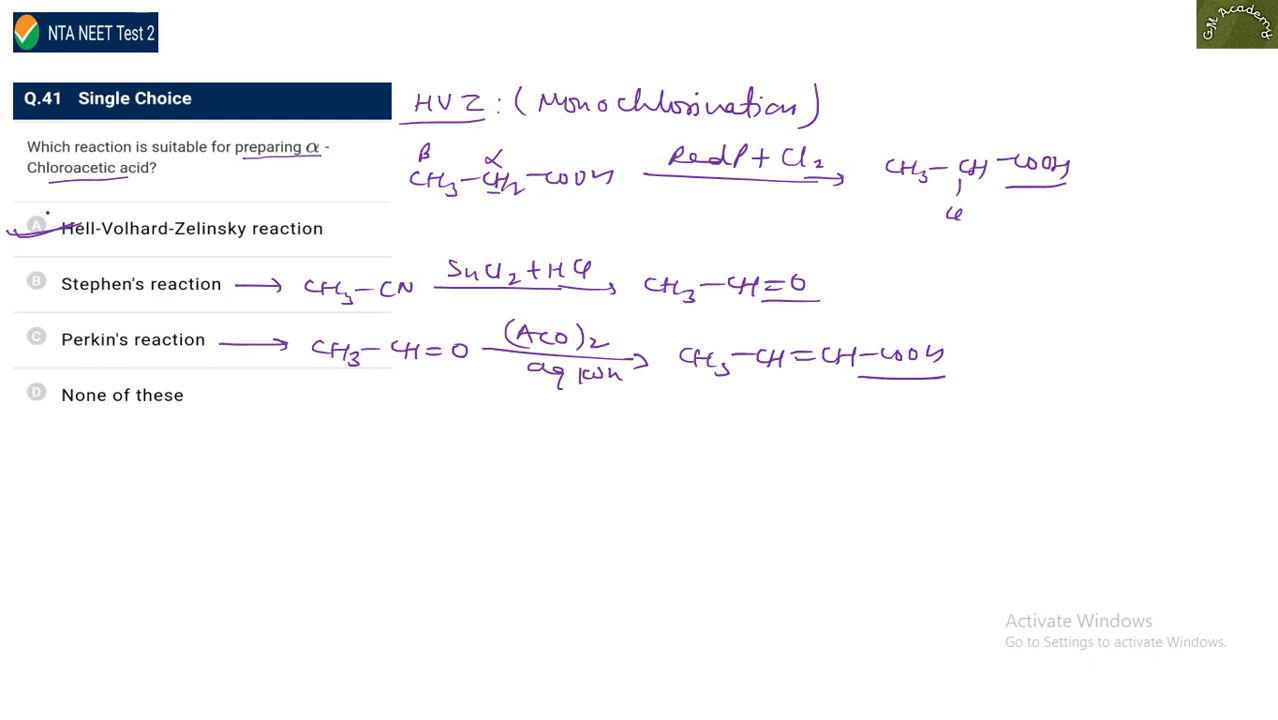 NTA NEET Test 2
GM Academy
Q.41 Single Choice
HVZ : (Monochlorination)
Which reaction is suitable for preparing α -
Chloroacetic acid?
β α
CH3-CH2-COOH Red P + Cl2 CH3-CH-COOH
Cl
A Hell-Volhard-Zelinsky reaction
B Stephen's reaction → CH3-CN SnCl2+HCl CH3-CH=O
C Perkin's reaction → CH3-CH=O (ACO)2 CH3-CH=CH-COOH
aq
D None of these
Activate Windows
Go to Settings to activate Windows.